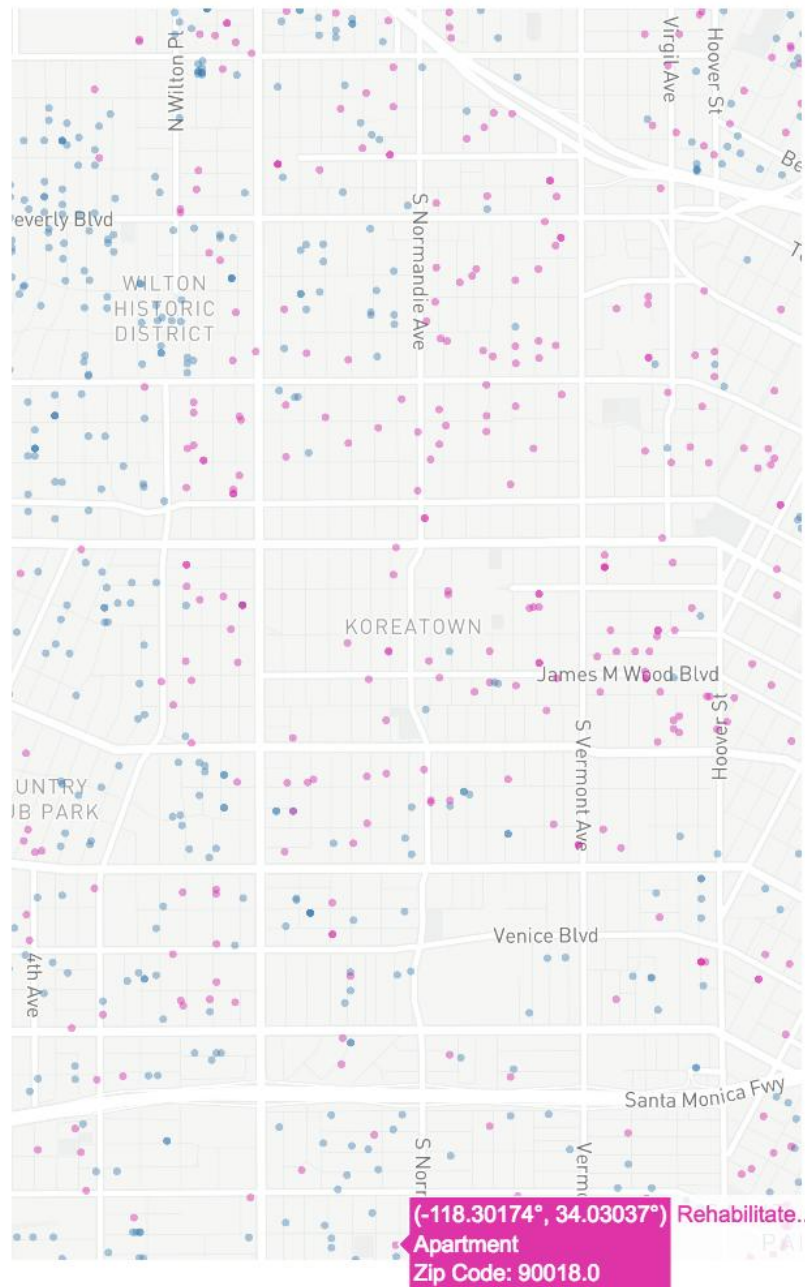 N Wilton Pl
Virgil Ave
Hoover St
Be
everly Blvd
S Normandie Ave
WILTON
HISTORIC
DISTRICT
KOREATOWN
James M Wood Blvd
Hoover St
S Vermont Ave
UNTRY
UB PARK
Venice Blvd
4th Ave
Santa Monica Fwy
S Norr
Vermo
(-118.30174°, 34.03037°) Rehabilitate..
Apartment
Zip Code: 90018.0